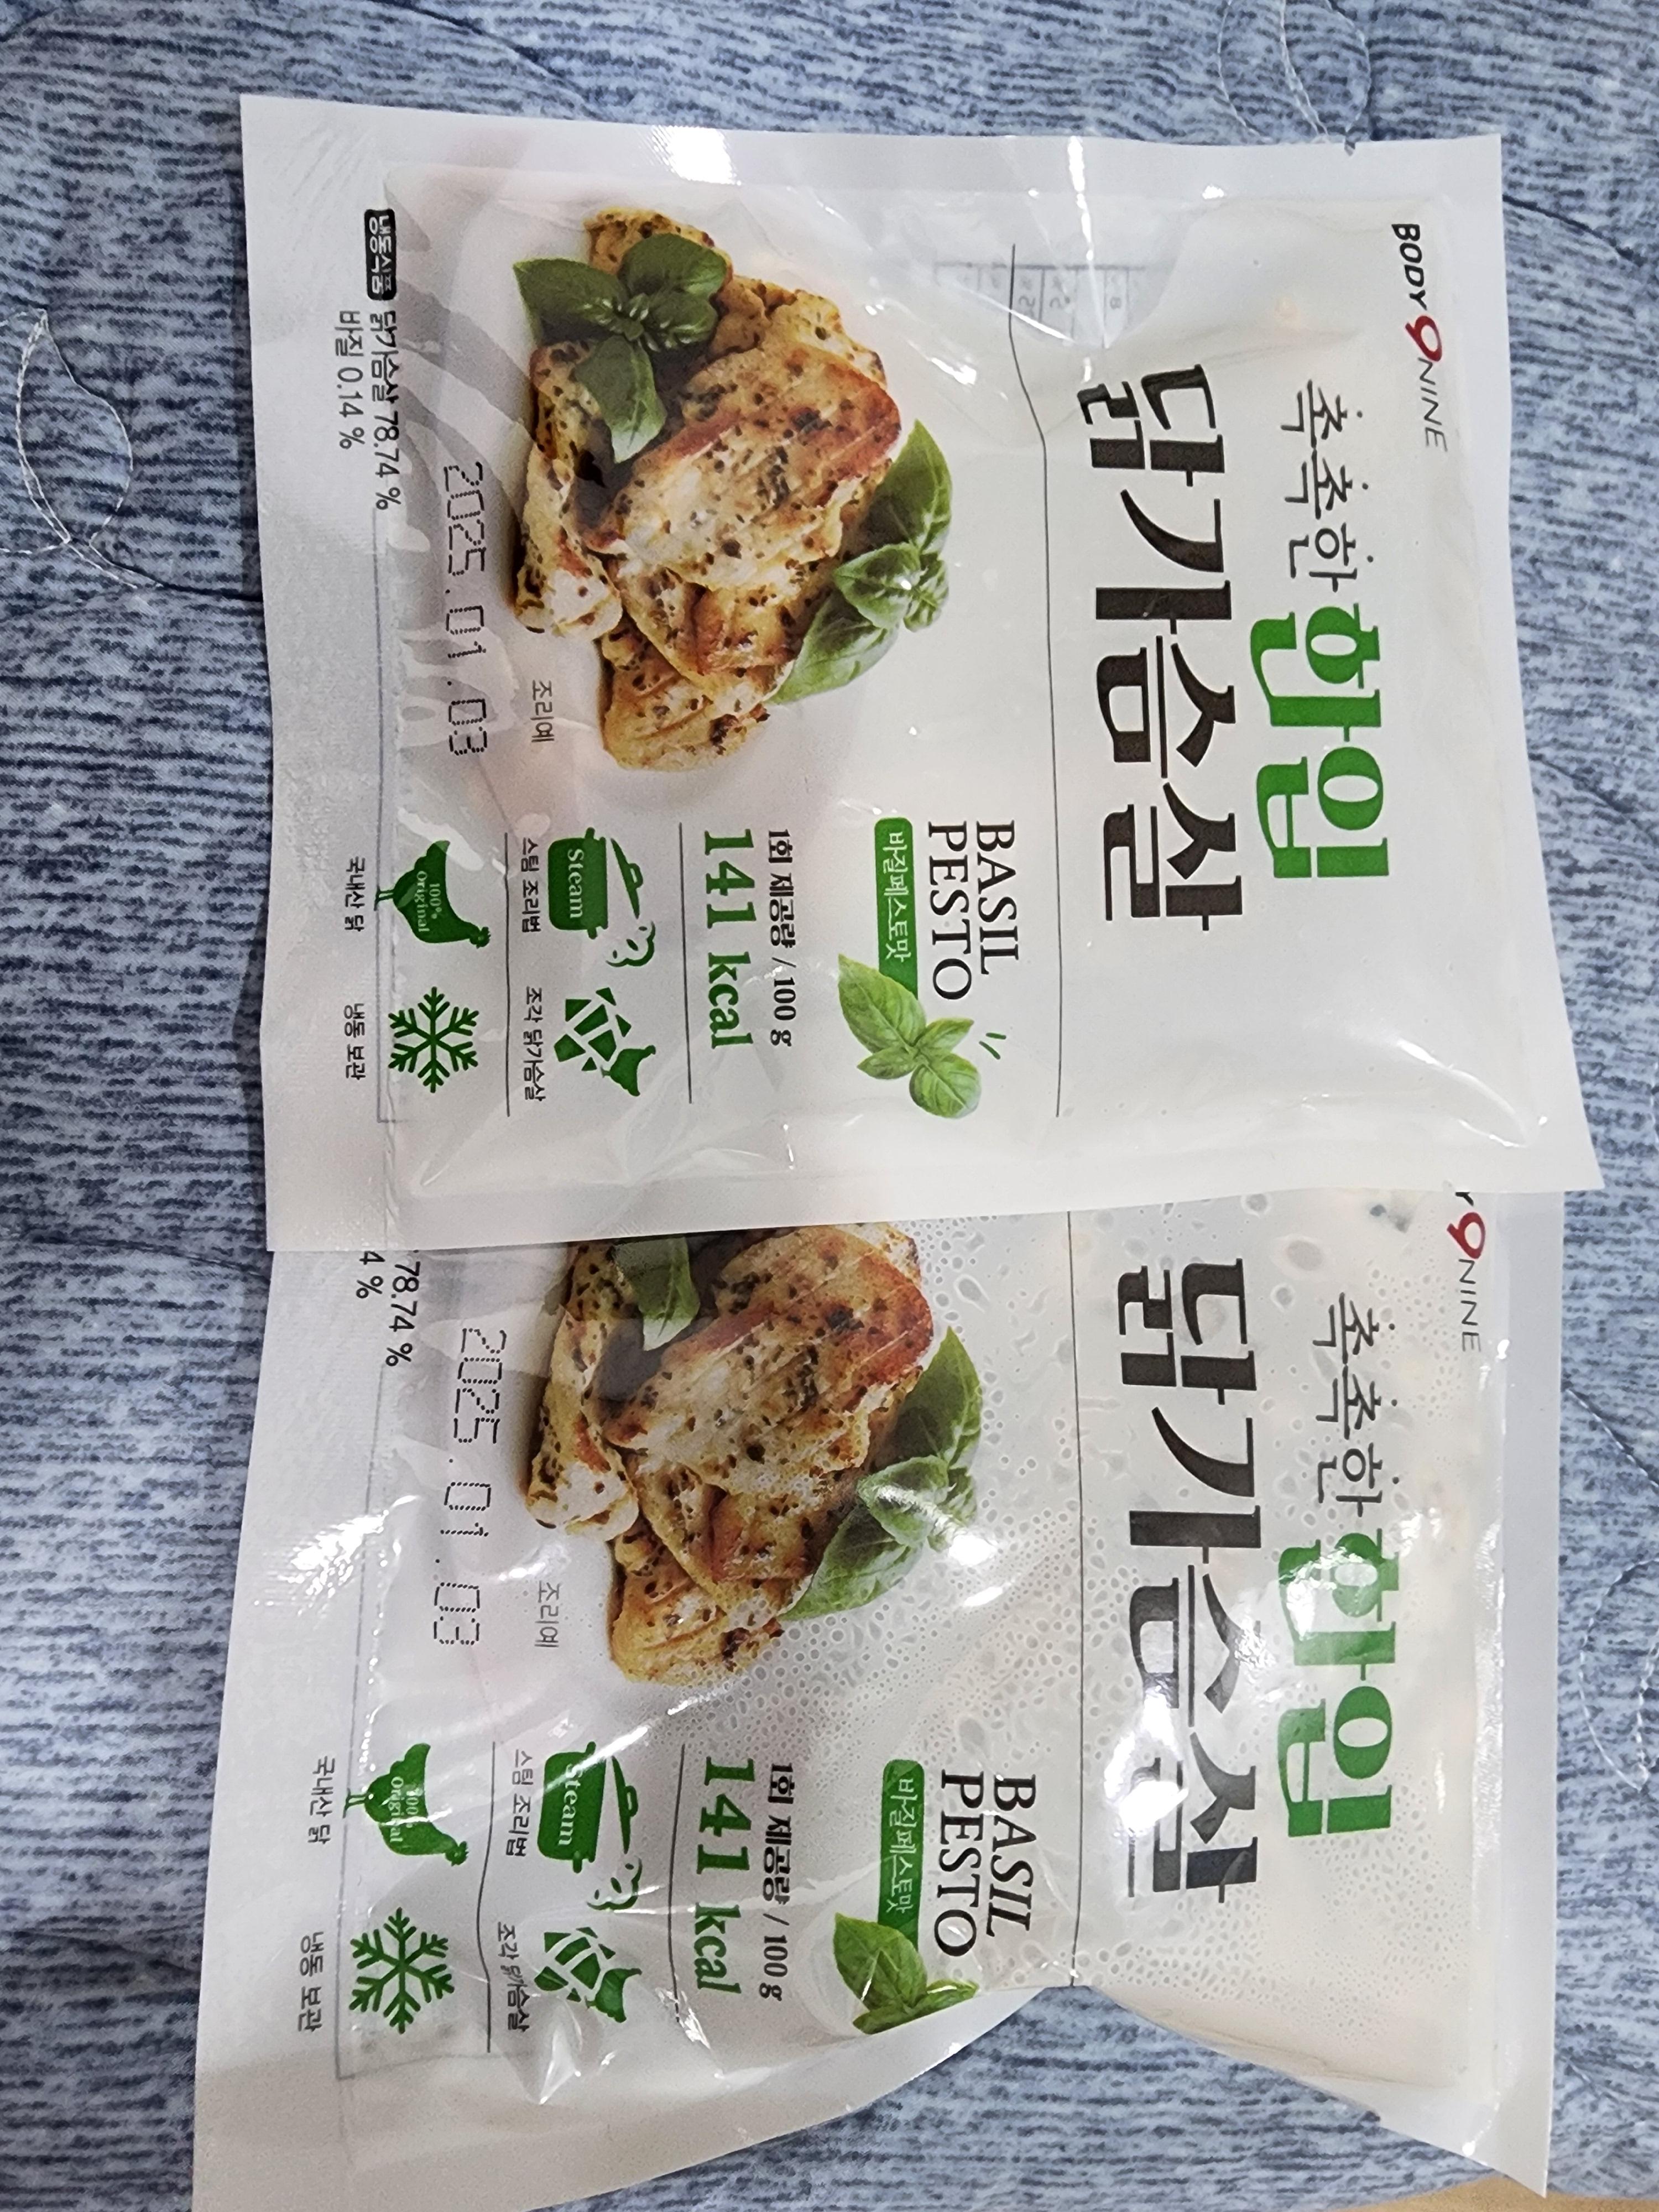 BODY9NINE
촉촉한 한입
닭가슴살
BASIL
PESTO
바질페스토맛
1회 제공량 / 100 g
141 kcal
Steam
스팀 조리법
조각 닭가슴살
100%
original
국내산 닭
냉동 보관
조리예
2025.01.03
냉동식품 닭가슴살 78.74 %
바질 0.14 %
Y9NINE
촉촉한 한입
닭가슴살
BASIL
PESTO
바질페스토맛
1회 제공량 / 100 g
141 kcal
Steam
스팀 조리법
조각 닭가슴살
100%
original
국내산 닭
냉동 보관
조리예
2025.01.03
78.74 %
4 %